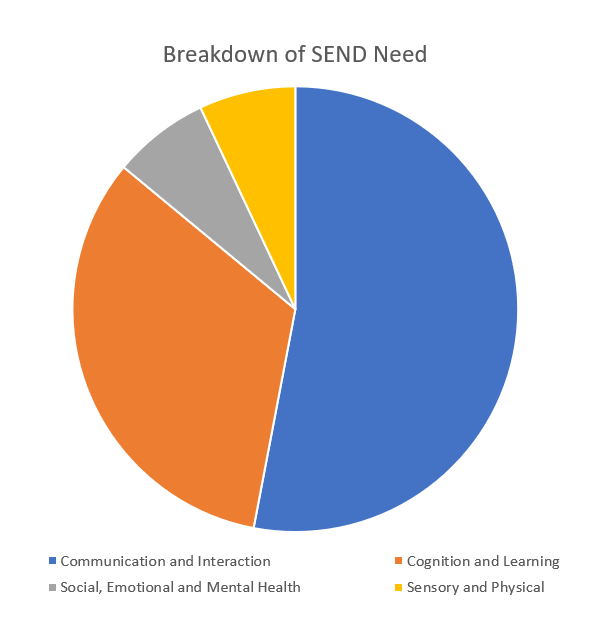 Breakdown of SEND Need
Communication and Interaction
Cognition and Learning
Social, Emotional and Mental Health
Sensory and Physical